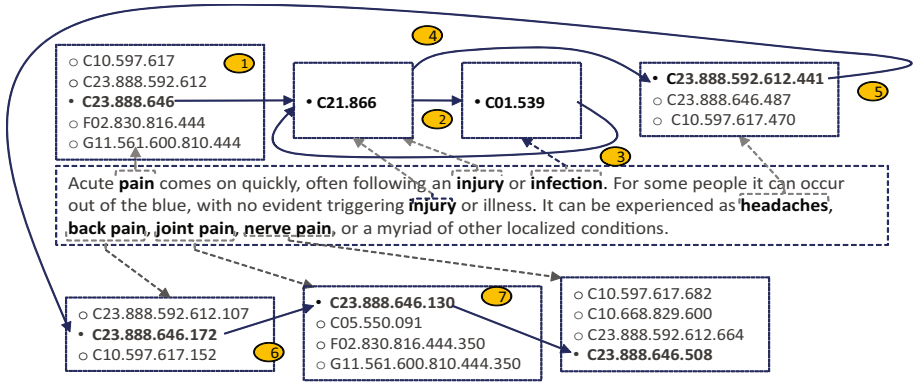 4
○ C10.597.617
○ C23.888.592.612
• C23.888.646
○ F02.830.816.444
○ G11.561.600.810.444
1
• C21.866
2
• C01.539
3
• C23.888.592.612.441
○ C23.888.646.487
○ C10.597.617.470
5
Acute pain comes on quickly, often following an injury or infection. For some people it can occur
out of the blue, with no evident triggering injury or illness. It can be experienced as headaches,
back pain, joint pain, nerve pain, or a myriad of other localized conditions.
○ C23.888.592.612.107
• C23.888.646.172
○ C10.597.617.152
6
• C23.888.646.130
○ C05.550.091
○ F02.830.816.444.350
○ G11.561.600.810.444.350
7
○ C10.597.617.682
○ C10.668.829.600
○ C23.888.592.612.664
• C23.888.646.508